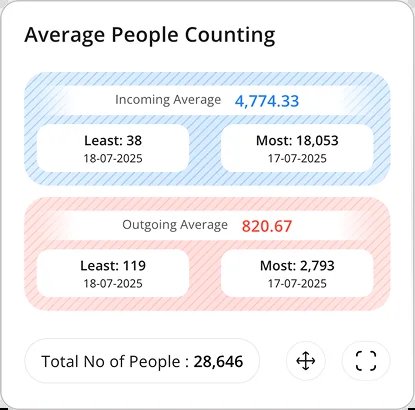 Average People Counting
Incoming Average 4,774.33
Least: 38 Most: 18,053
18-07-2025 17-07-2025
Outgoing Average 820.67
Least: 119 Most: 2,793
18-07-2025 17-07-2025
Total No of People : 28,646